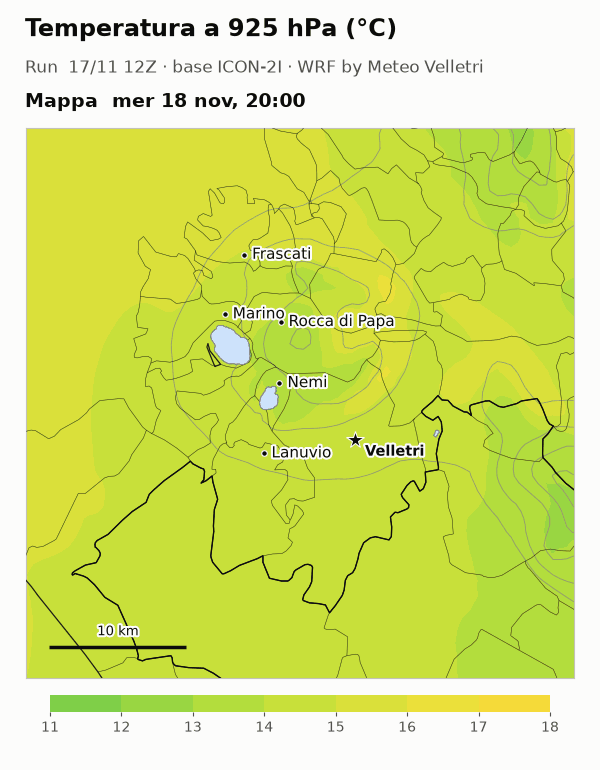 Temperatura a 925 hPa (°C)
Run  17/11 12Z · base ICON-2I · WRF by Meteo Velletri
Mappa  mer 18 nov, 20:00
Frascati
Marino
Rocca di Papa
Nemi
Velletri
Lanuvio
10 km
11 12 13 14 15 16 17 18